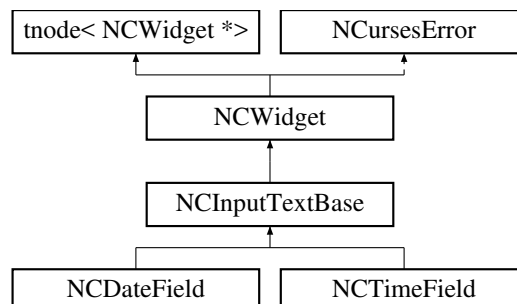 tnode< NCWidget *>
NCursesError
NCWidget
NCInputTextBase
NCDateField
NCTimeField